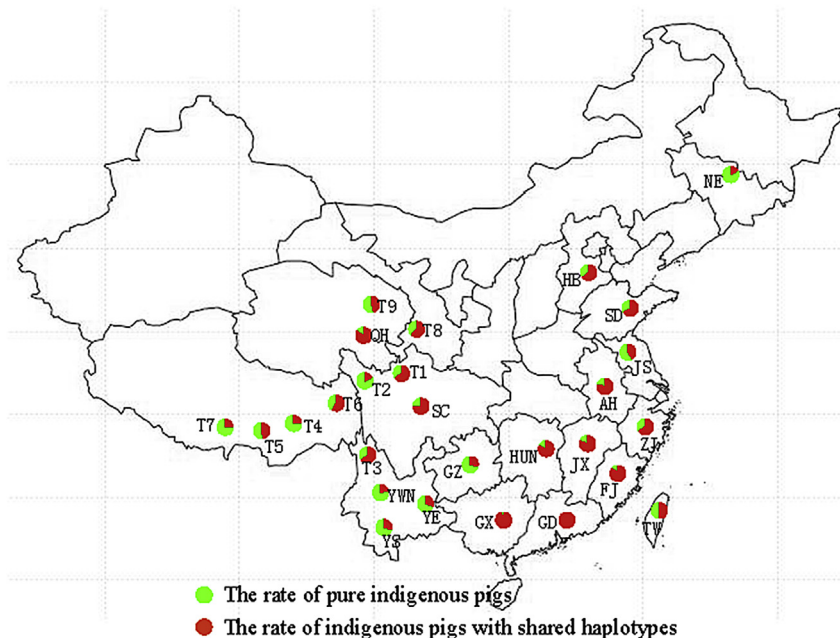 NE
HB
T9
SD
QH
T8
JS
T1
T2
AH
T6
SC
T7
T4
T5
ZJ
HUN
JX
T3
GZ
FJ
YWN
YE
GX
GD
TW
YS
The rate of pure indigenous pigs
The rate of indigenous pigs with shared haplotypes